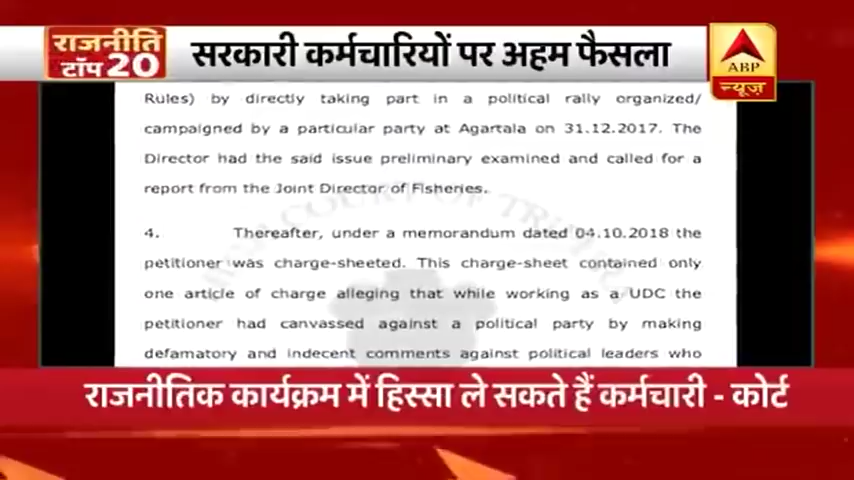 राजनीति
टॉप 20
सरकारी कर्मचारियों पर अहम फैसला
ABP
न्यूज़
Rules) by directly taking part in a political rally organized/
campaigned by a particular party at Agartala on 31.12.2017. The
Director had the said issue preliminary examined and called for a
report from the Joint Director of Fisheries.
4. Thereafter, under a memorandum dated 04.10.2018 the
petitioner was charge-sheeted. This charge-sheet contained only
one article of charge alleging that while working as a UDC the
petitioner had canvassed against a political party by making
defamatory and indecent comments against political leaders who
HIGH COURT OF TRIPURA
राजनीतिक कार्यक्रम में हिस्सा ले सकते हैं कर्मचारी - कोर्ट